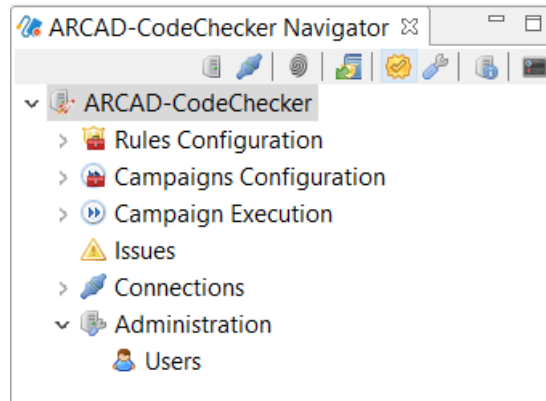 ARCAD-CodeChecker Navigator
ARCAD-CodeChecker
Rules Configuration
Campaigns Configuration
Campaign Execution
Issues
Connections
Administration
Users